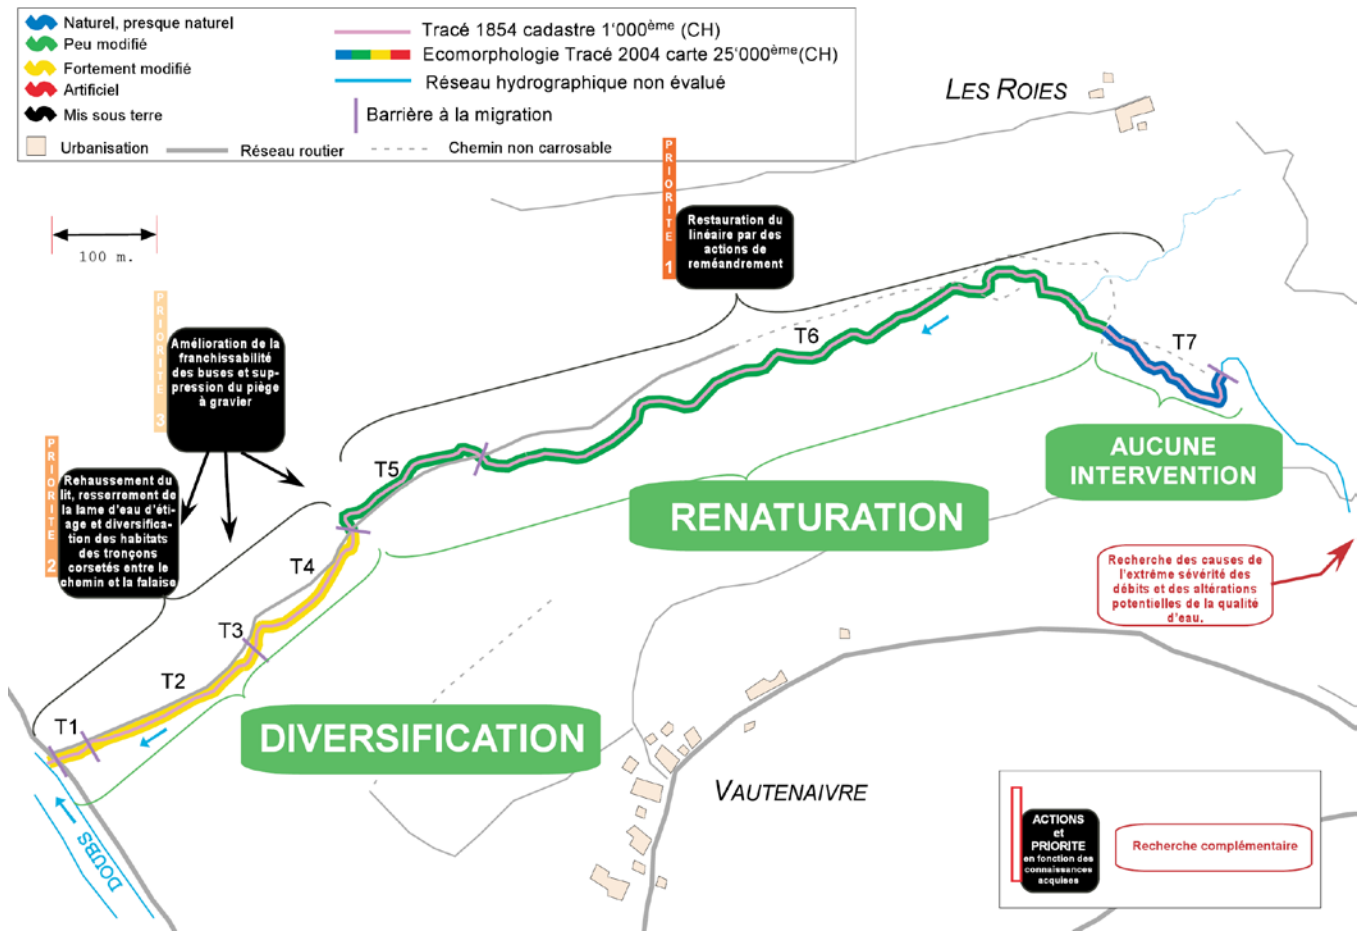 Naturel, presque naturel
Peu modifié
Fortement modifié
Artificiel
Mis sous terre
Urbanisation
Réseau routier
Chemin non carrosable
Tracé 1854 cadastre 1'000ème (CH)
Ecomorphologie Tracé 2004 carte 25'000ème(CH)
Réseau hydrographique non évalué
Barrière à la migration
LES ROIES
100 m.
PRIORITE 1
Restauration du
linéaire par des
actions de
reméandrement
PRIORITE 3
Amélioration de la
franchissabilité
des buses et sup-
pression du piège
à gravier
PRIORITE 2
Rehaussement du
lit, resserrement de
la lame d'eau d'éti-
age et diversifica-
tion des habitats
des tronçons
corsetés entre le
chemin et la falaise
T6
T7
T5
T4
T3
T2
T1
AUCUNE
INTERVENTION
RENATURATION
DIVERSIFICATION
Recherche des causes de
l'extrême sévérité des
débits et des altérations
potentielles de la qualité
d'eau.
VAUTENAIVRE
DOUBS
ACTIONS
et
PRIORITE
en fonction des
connaissances
acquises
Recherche complémentaire